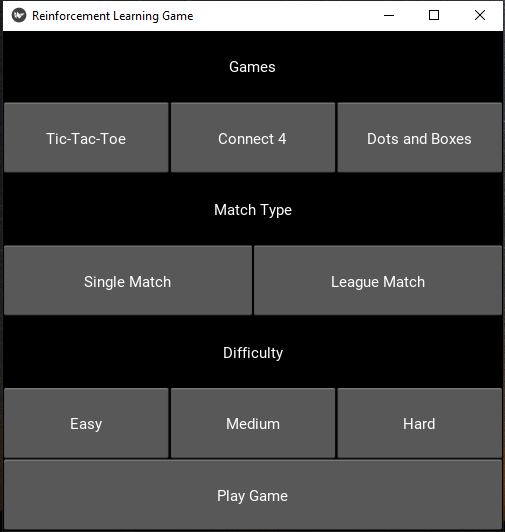 Reinforcement Learning Game
Games
Tic-Tac-Toe Connect 4 Dots and Boxes
Match Type
Single Match League Match
Difficulty
Easy Medium Hard
Play Game